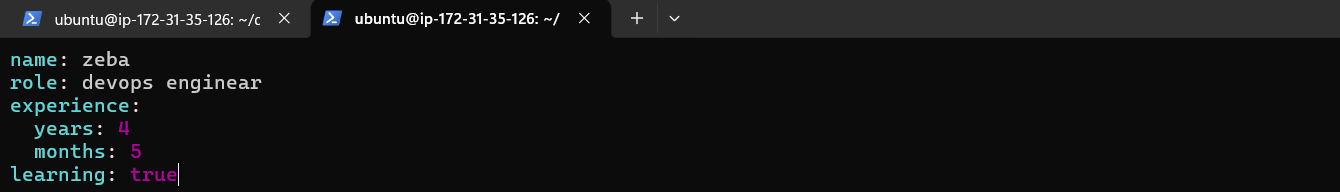 ubuntu@ip-172-31-35-126: ~/c
ubuntu@ip-172-31-35-126: ~/
name: zeba
role: devops enginear
experience:
  years: 4
  months: 5
learning: true